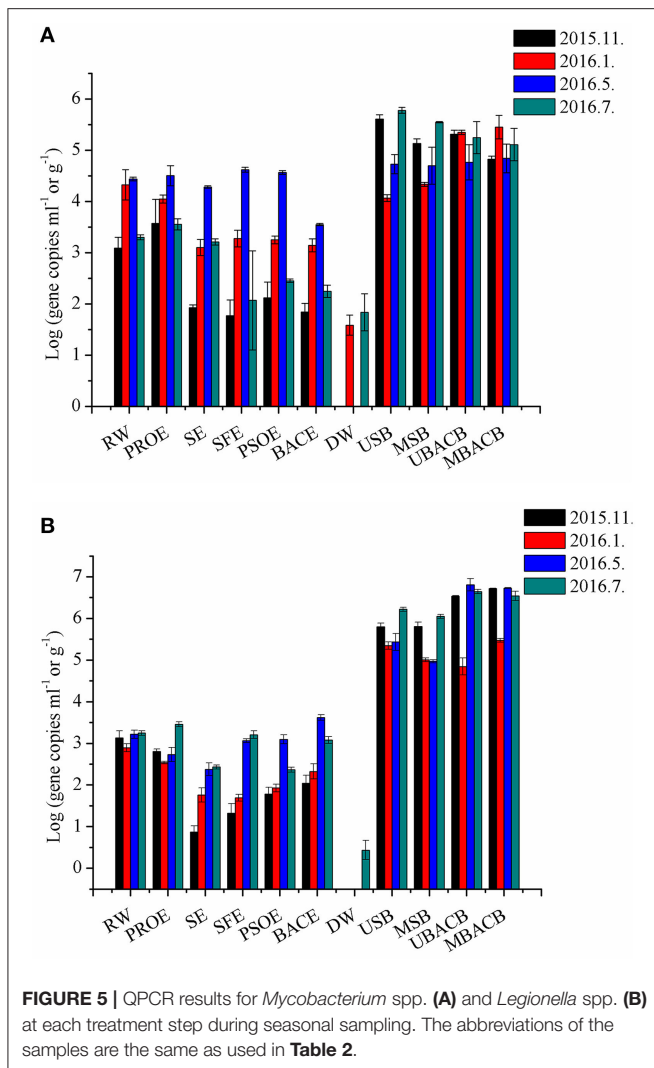 A
2015.11.
2016.1.
2016.5.
2016.7.
Log (gene copies ml⁻¹ or g⁻¹)
6
5
4
3
2
1
0
RW PROE SE SFE PSOE BACE DW USB MSB UBACB MBACB
B
2015.11.
2016.1.
2016.5.
2016.7.
Log (gene copies ml⁻¹ or g⁻¹)
7
6
5
4
3
2
1
0
RW PROE SE SFE PSOE BACE DW USB MSB UBACB MBACB
FIGURE 5 | QPCR results for Mycobacterium spp. (A) and Legionella spp. (B)
at each treatment step during seasonal sampling. The abbreviations of the
samples are the same as used in Table 2.